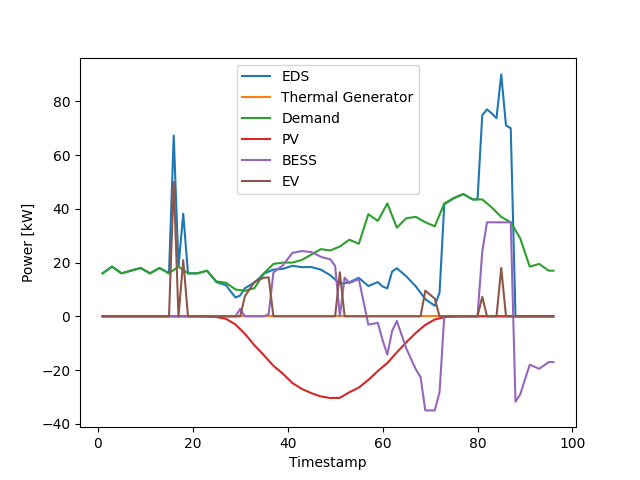 EDS
Thermal Generator
Demand
PV
BESS
EV
Power [kW]
80
60
40
20
0
−20
−40
0 20 40 60 80 100
Timestamp